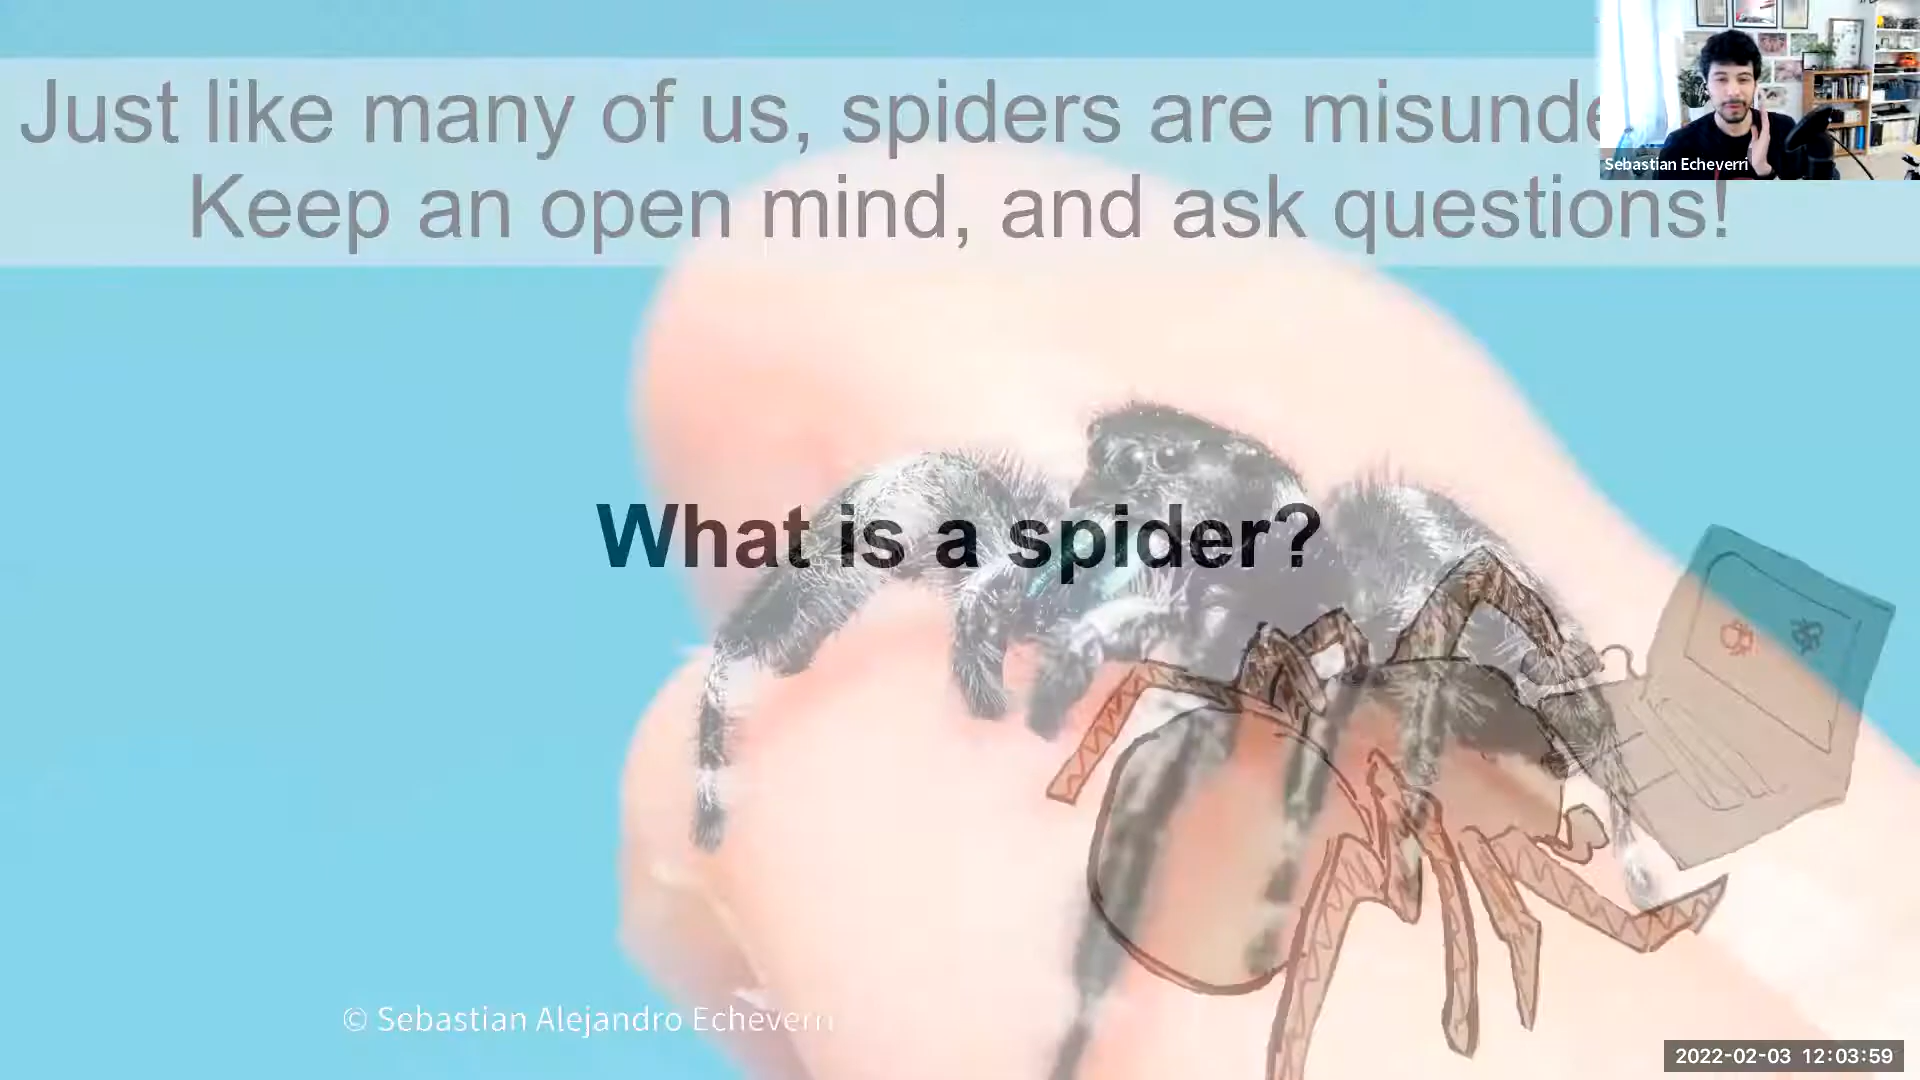 Just like many of us, spiders are misunde
Keep an open mind, and ask questions!
Sebastian Echeverri
What is a spider?
© Sebastian Alejandro Echeverri
2022-02-03 12:03:59